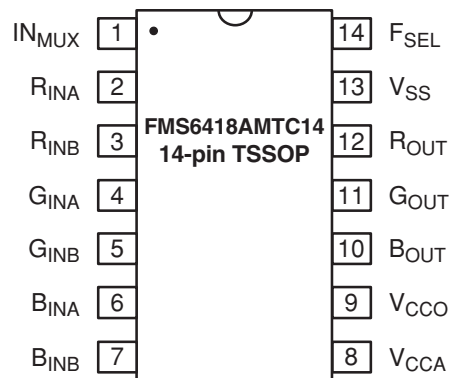 IN_MUX 1 14 F_SEL
R_INA 2 13 V_SS
R_INB 3 FMS6418AMTC14 12 R_OUT
14-pin TSSOP
G_INA 4 11 G_OUT
G_INB 5 10 B_OUT
B_INA 6 9 V_CCO
B_INB 7 8 V_CCA